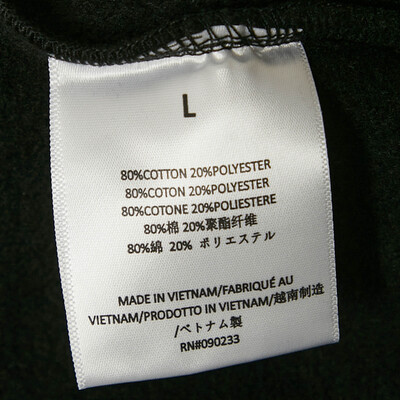 L
80%COTTON 20%POLYESTER
80%COTON 20%POLYESTER
80%COTONE 20%POLIESTERE
80%棉 20%聚酯纤维
80%綿 20% ポリエステル
MADE IN VIETNAM/FABRIQUÉ AU
VIETNAM/PRODOTTO IN VIETNAM/越南制造
/ベトナム製
RN#090233